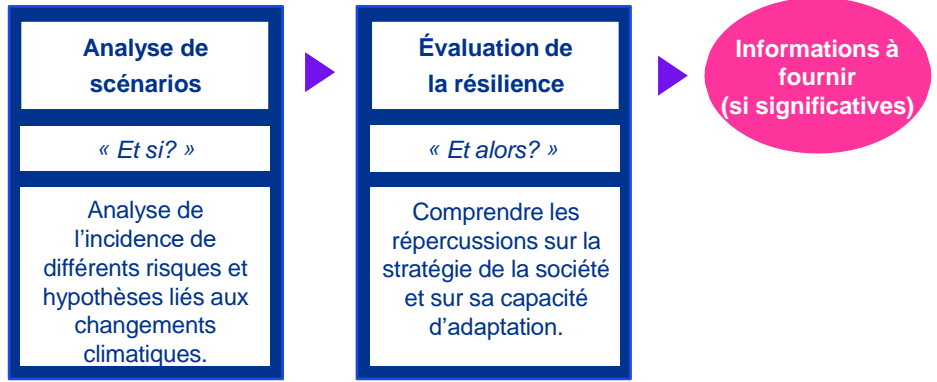 Analyse de
scénarios
« Et si? »
Analyse de
l’incidence de
différents risques et
hypothèses liés aux
changements
climatiques.
Évaluation de
la résilience
« Et alors? »
Comprendre les
répercussions sur la
stratégie de la société
et sur sa capacité
d’adaptation.
Informations à
fournir
(si significatives)